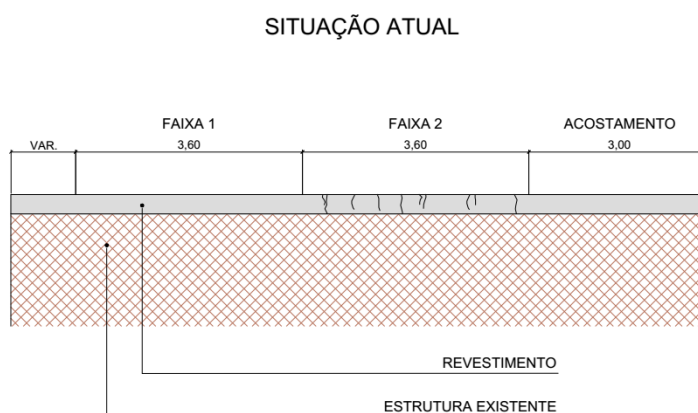 SITUAÇÃO ATUAL
FAIXA 1
FAIXA 2
ACOSTAMENTO
VAR.
3,60
3,60
3,00
REVESTIMENTO
ESTRUTURA EXISTENTE